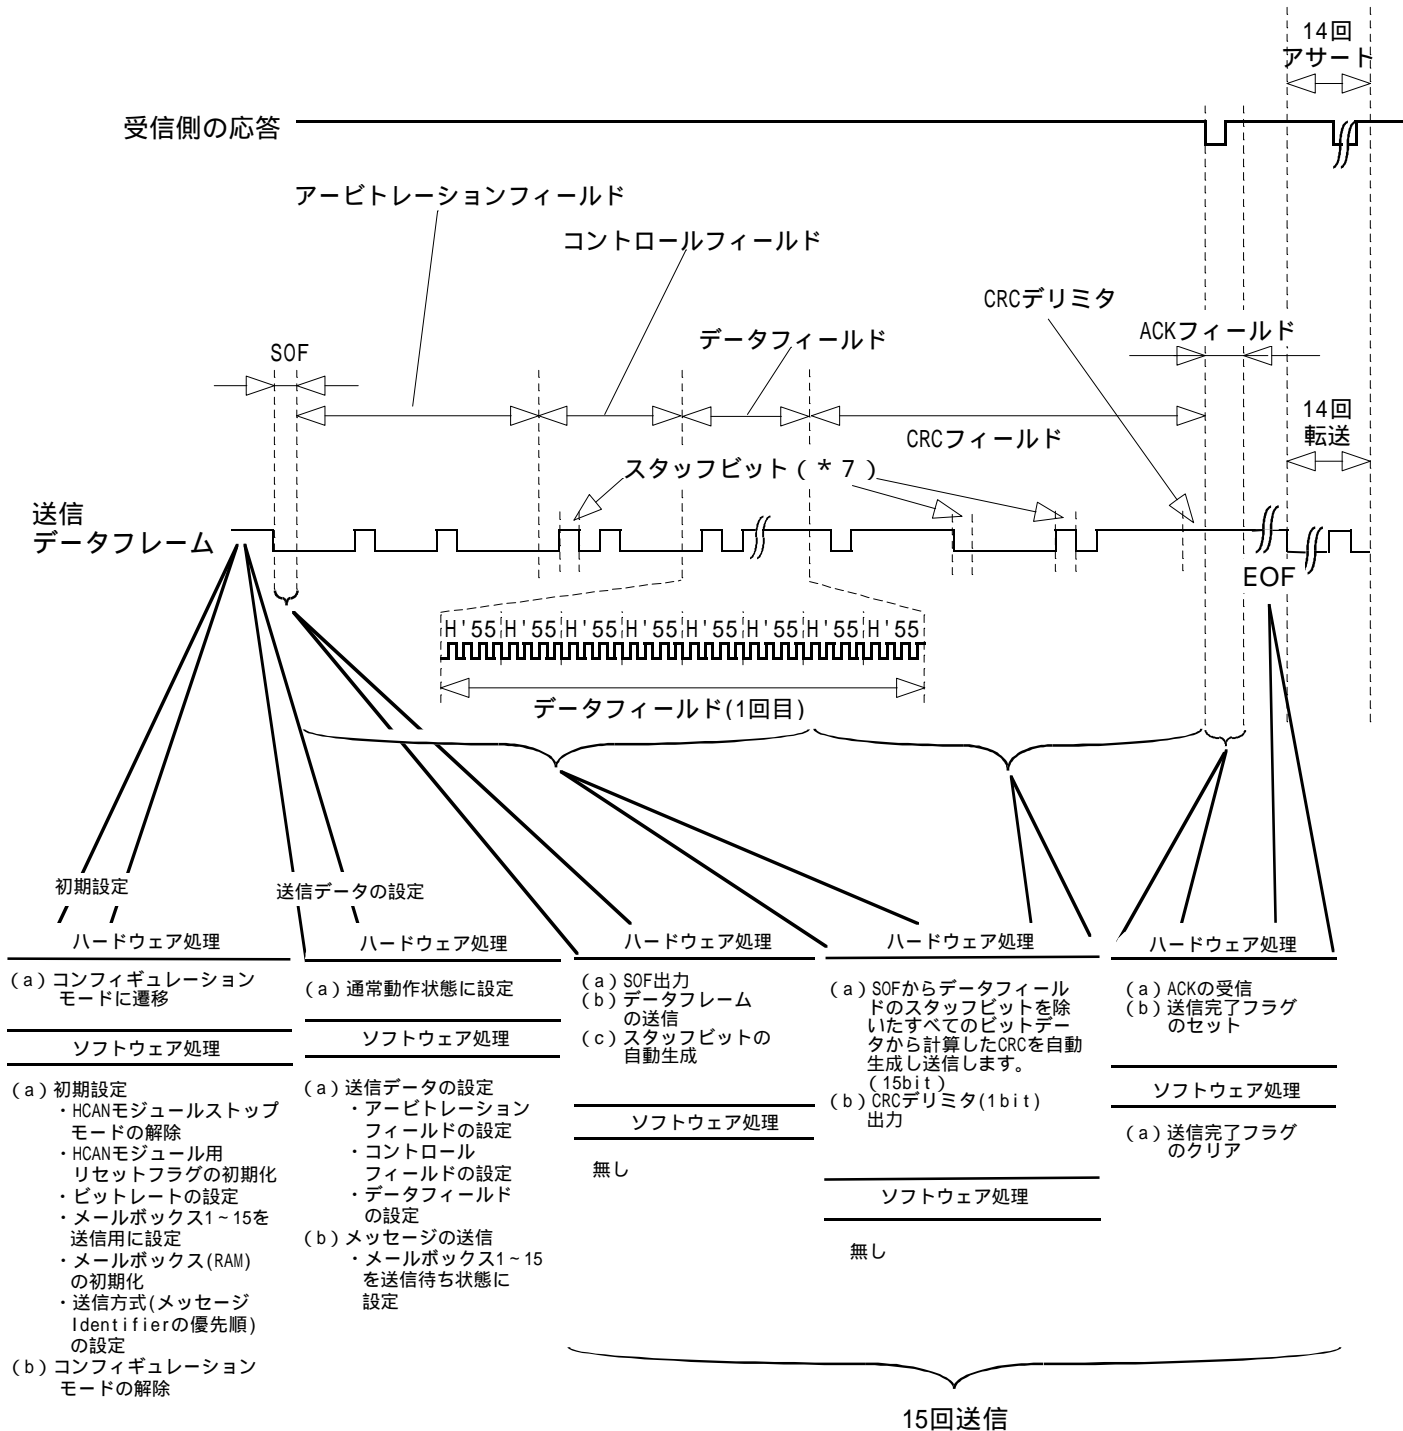 14回
アサート
受信側の応答
アービトレーションフィールド
コントロールフィールド
CRCデリミタ
ACKフィールド
データフィールド
SOF
14回
転送
CRCフィールド
スタッフビット(*7)
送信
データフレーム
EOF
H'55 H'55 H'55 H'55 H'55 H'55 H'55 H'55
データフィールド(1回目)
初期設定
ハードウェア処理
(a)コンフィギュレーション
モードに遷移
ソフトウェア処理
(a)初期設定
・HCANモジュールストップ
モードの解除
・HCANモジュール用
リセットフラグの初期化
・ビットレートの設定
・メールボックス1~15を
送信用に設定
・メールボックス(RAM)
の初期化
・送信方式(メッセージ
Identifierの優先順)
の設定
(b)コンフィギュレーション
モードの解除
送信データの設定
ハードウェア処理
(a)通常動作状態に設定
ソフトウェア処理
(a)送信データの設定
・アービトレーション
フィールドの設定
・コントロール
フィールドの設定
・データフィールド
の設定
(b)メッセージの送信
・メールボックス1~15
を送信待ち状態に
設定
ハードウェア処理
(a)SOF出力
(b)データフレーム
の送信
(c)スタッフビットの
自動生成
ソフトウェア処理
無し
ハードウェア処理
(a)SOFからデータフィール
ドのスタッフビットを除
いたすべてのビットデー
タから計算したCRCを自動
生成し送信します。
(15bit)
(b)CRCデリミタ(1bit)
出力
ソフトウェア処理
無し
ハードウェア処理
(a)ACKの受信
(b)送信完了フラグ
のセット
ソフトウェア処理
(a)送信完了フラグ
のクリア
15回送信